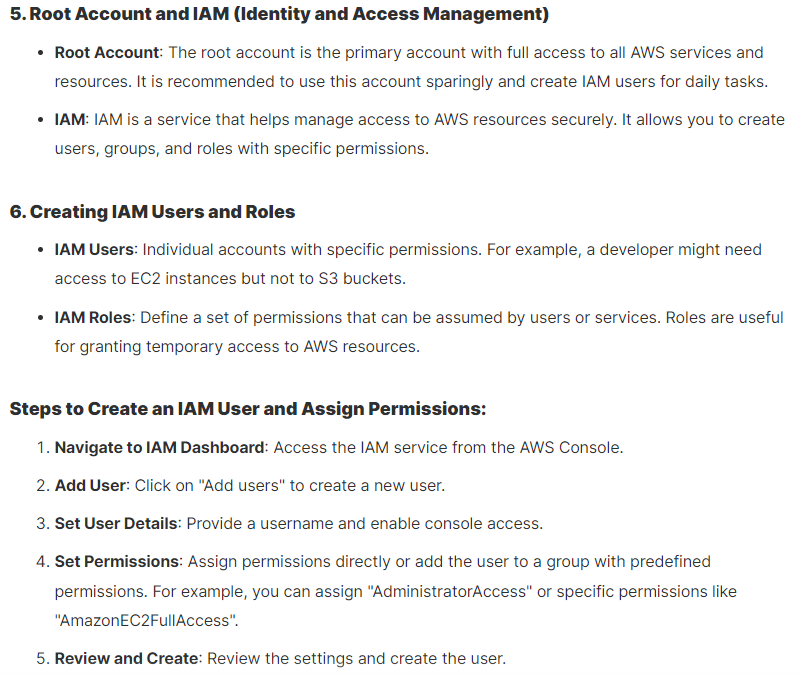 5. Root Account and IAM (Identity and Access Management)
• Root Account: The root account is the primary account with full access to all AWS services and
resources. It is recommended to use this account sparingly and create IAM users for daily tasks.
• IAM: IAM is a service that helps manage access to AWS resources securely. It allows you to create
users, groups, and roles with specific permissions.
6. Creating IAM Users and Roles
• IAM Users: Individual accounts with specific permissions. For example, a developer might need
access to EC2 instances but not to S3 buckets.
• IAM Roles: Define a set of permissions that can be assumed by users or services. Roles are useful
for granting temporary access to AWS resources.
Steps to Create an IAM User and Assign Permissions:
1. Navigate to IAM Dashboard: Access the IAM service from the AWS Console.
2. Add User: Click on "Add users" to create a new user.
3. Set User Details: Provide a username and enable console access.
4. Set Permissions: Assign permissions directly or add the user to a group with predefined
permissions. For example, you can assign "AdministratorAccess" or specific permissions like
"AmazonEC2FullAccess".
5. Review and Create: Review the settings and create the user.